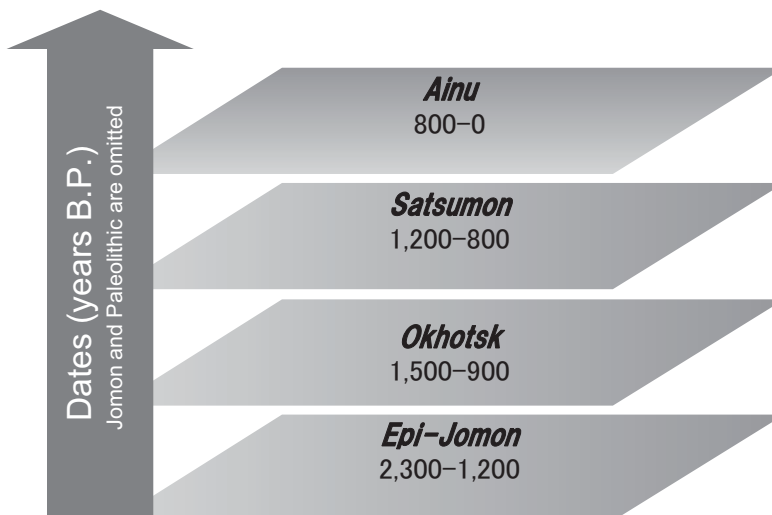 Dates (years B.P.)
Jomon and Paleolithic are omitted
Ainu
800-0
Satsumon
1,200-800
Okhotsk
1,500-900
Epi-Jomon
2,300-1,200